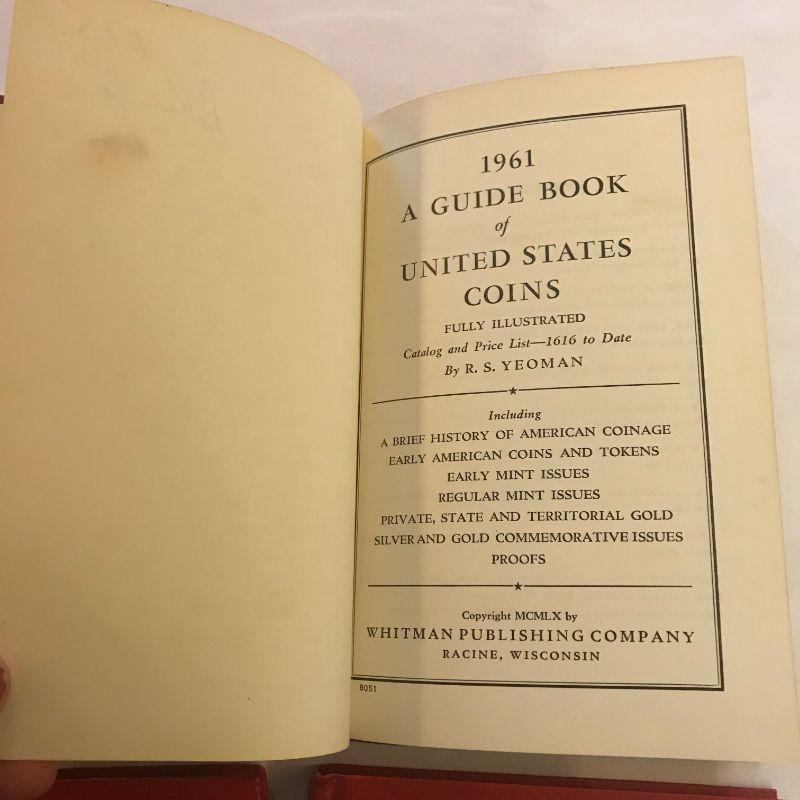 1961
A GUIDE BOOK
of
UNITED STATES
COINS
FULLY ILLUSTRATED
Catalog and Price List—1616 to Date
By R. S. YEOMAN
Including
A BRIEF HISTORY OF AMERICAN COINAGE
EARLY AMERICAN COINS AND TOKENS
EARLY MINT ISSUES
REGULAR MINT ISSUES
PRIVATE, STATE AND TERRITORIAL GOLD
SILVER AND GOLD COMMEMORATIVE ISSUES
PROOFS
Copyright MCMLX by
WHITMAN PUBLISHING COMPANY
RACINE, WISCONSIN
9051